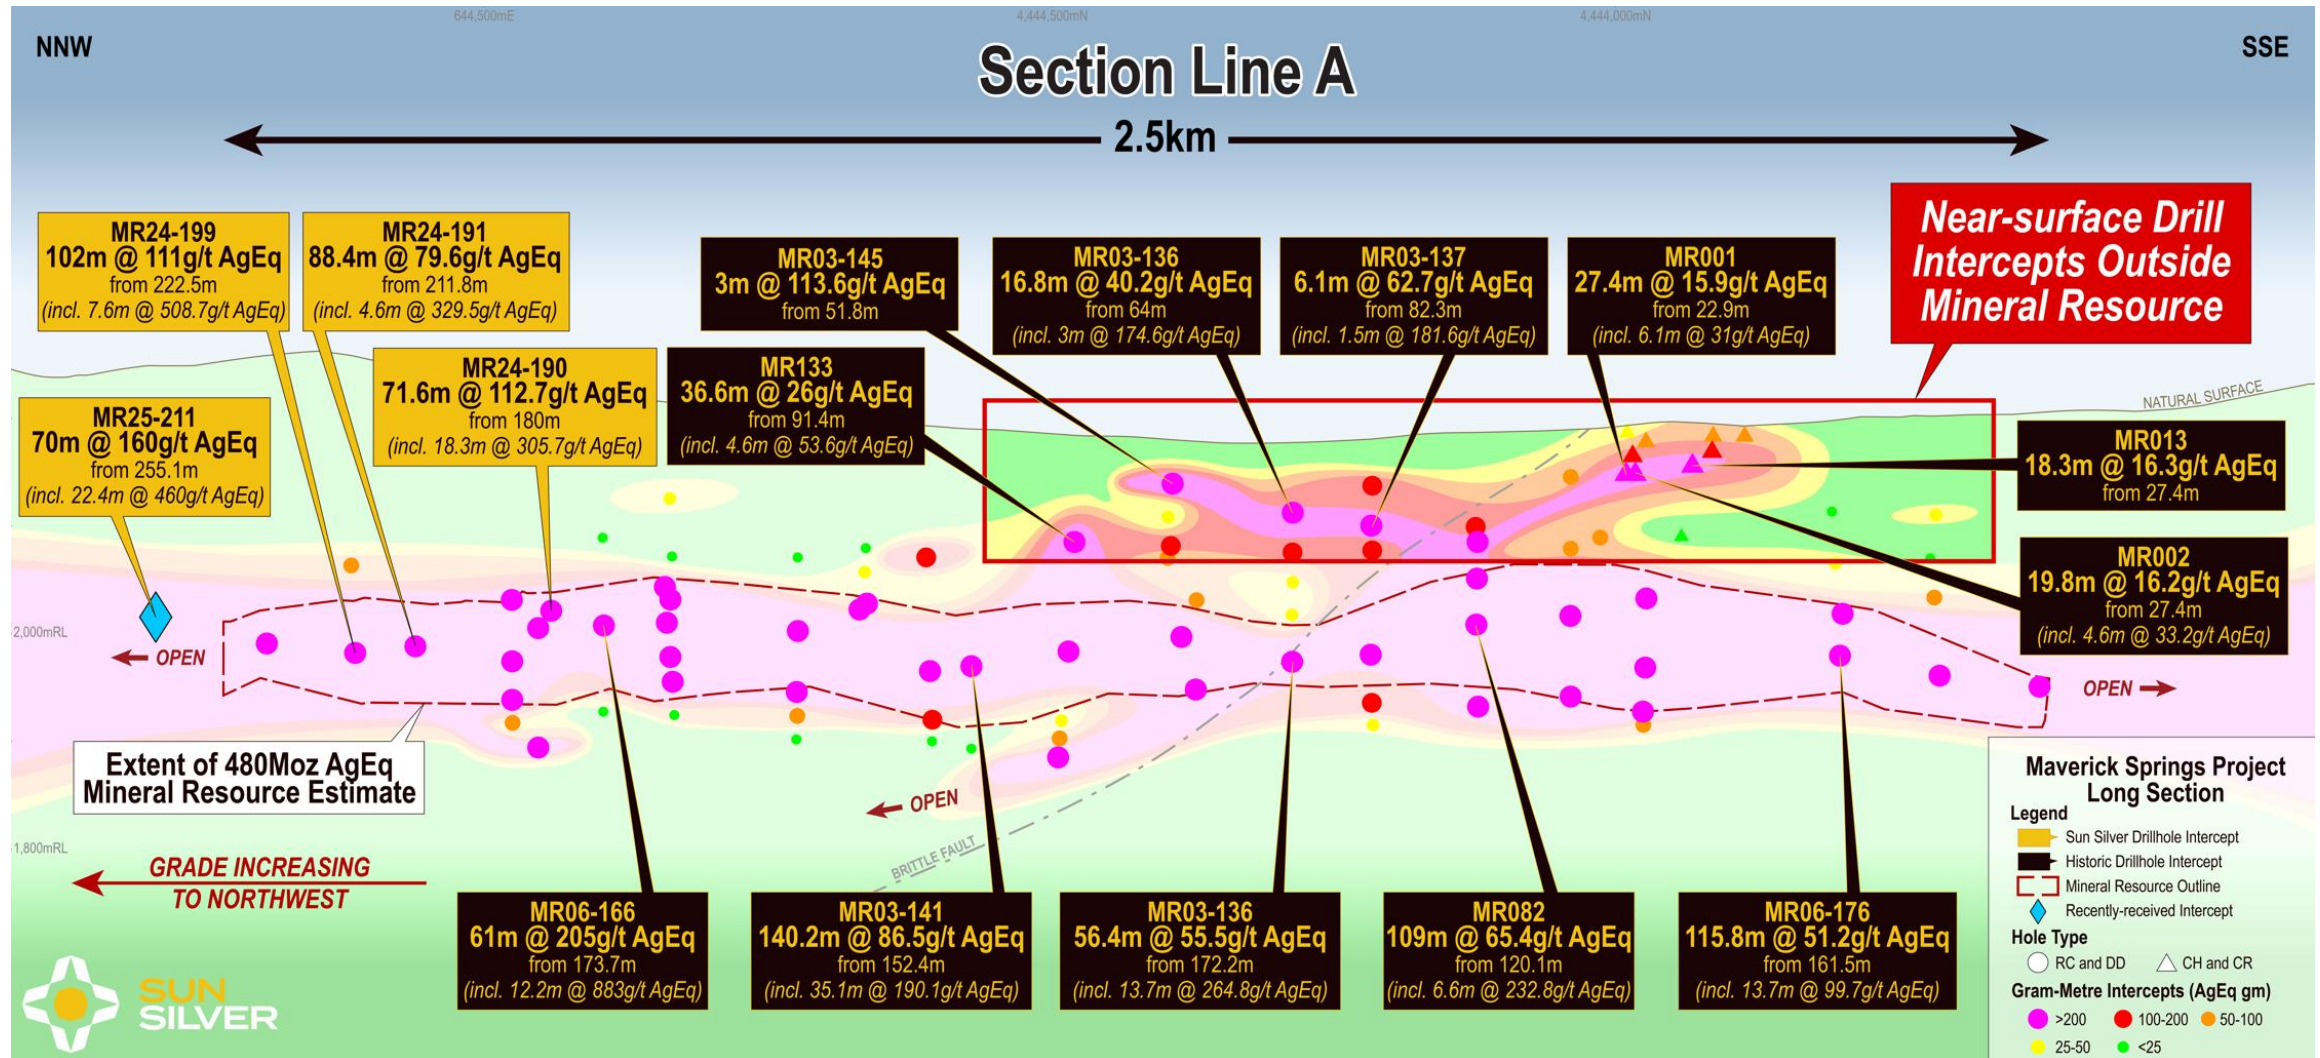 644,500mE
4,444,500mN
4,444,000mN
NNW
SSE
Section Line A
2.5km
Near-surface Drill
Intercepts Outside
Mineral Resource
MR24-199
102m @ 111g/t AgEq
from 222.5m
(incl. 7.6m @ 508.7g/t AgEq)
MR24-191
88.4m @ 79.6g/t AgEq
from 211.8m
(incl. 4.6m @ 329.5g/t AgEq)
MR03-145
3m @ 113.6g/t AgEq
from 51.8m
MR03-136
16.8m @ 40.2g/t AgEq
from 64m
(incl. 3m @ 174.6g/t AgEq)
MR03-137
6.1m @ 62.7g/t AgEq
from 82.3m
(incl. 1.5m @ 181.6g/t AgEq)
MR001
27.4m @ 15.9g/t AgEq
from 22.9m
(incl. 6.1m @ 31g/t AgEq)
MR24-190
71.6m @ 112.7g/t AgEq
from 180m
(incl. 18.3m @ 305.7g/t AgEq)
MR133
36.6m @ 26g/t AgEq
from 91.4m
(incl. 4.6m @ 53.6g/t AgEq)
NATURAL SURFACE
MR25-211
70m @ 160g/t AgEq
from 255.1m
(incl. 22.4m @ 460g/t AgEq)
MR013
18.3m @ 16.3g/t AgEq
from 27.4m
MR002
19.8m @ 16.2g/t AgEq
from 27.4m
(incl. 4.6m @ 33.2g/t AgEq)
2,000mRL
OPEN
OPEN
Extent of 480Moz AgEq
Mineral Resource Estimate
OPEN
BRITTLE FAULT
1,800mRL
GRADE INCREASING
TO NORTHWEST
MR06-166
61m @ 205g/t AgEq
from 173.7m
(incl. 12.2m @ 883g/t AgEq)
MR03-141
140.2m @ 86.5g/t AgEq
from 152.4m
(incl. 35.1m @ 190.1g/t AgEq)
MR03-136
56.4m @ 55.5g/t AgEq
from 172.2m
(incl. 13.7m @ 264.8g/t AgEq)
MR082
109m @ 65.4g/t AgEq
from 120.1m
(incl. 6.6m @ 232.8g/t AgEq)
MR06-176
115.8m @ 51.2g/t AgEq
from 161.5m
(incl. 13.7m @ 99.7g/t AgEq)
SUN
SILVER
Maverick Springs Project
Long Section
Legend
Sun Silver Drillhole Intercept
Historic Drillhole Intercept
Mineral Resource Outline
Recently-received Intercept
Hole Type
RC and DD
CH and CR
Gram-Metre Intercepts (AgEq gm)
>200
100-200
50-100
25-50
<25